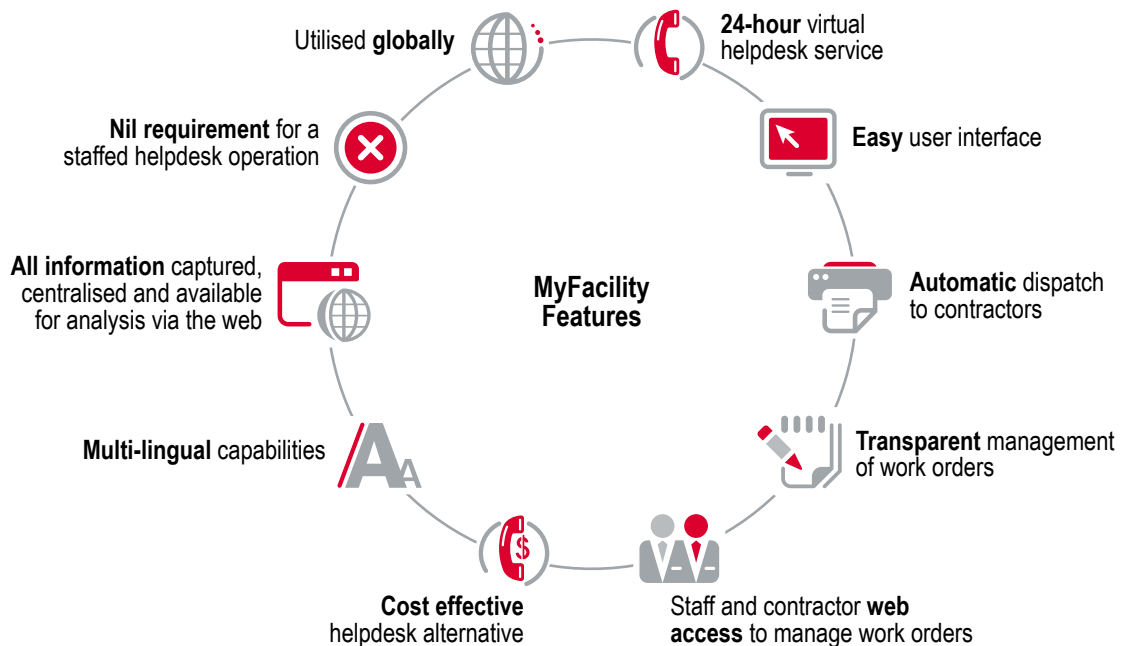 MyFacility
Features
24-hour virtual
helpdesk service
Easy user interface
Automatic dispatch
to contractors
Transparent management
of work orders
Staff and contractor web
access to manage work orders
$
Cost effective
helpdesk alternative
AA
Multi-lingual capabilities
All information captured,
centralised and available
for analysis via the web
Nil requirement for a
staffed helpdesk operation
Utilised globally